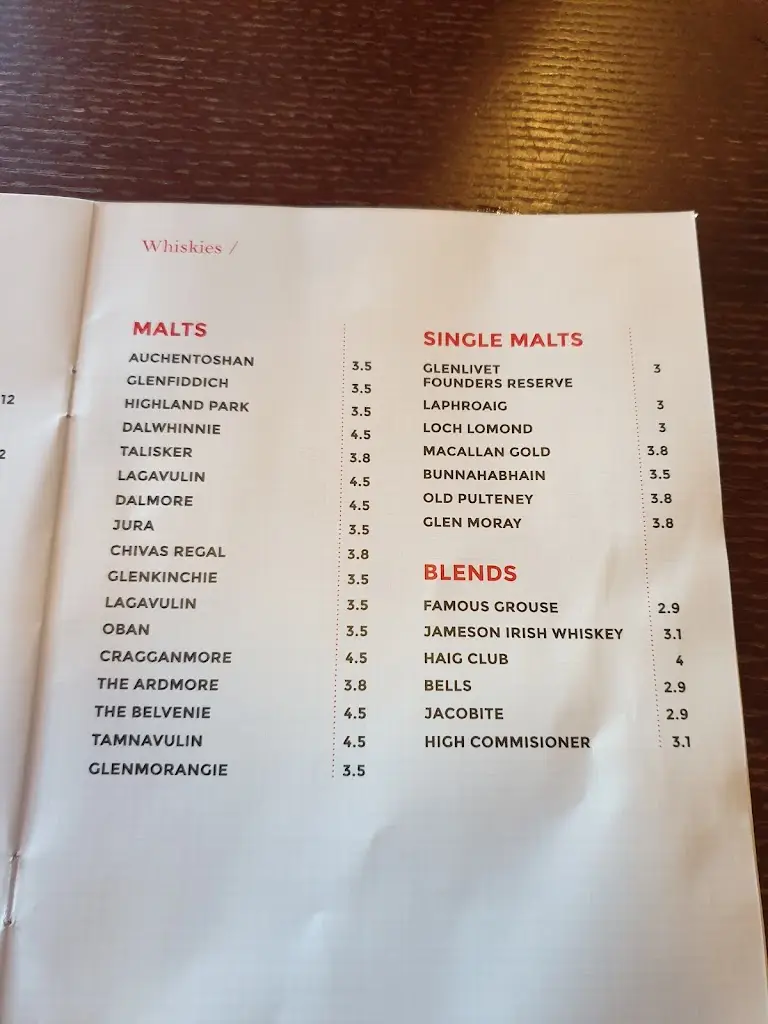 12
2
Whiskies /
MALTS
AUCHENTOSHAN 3.5
GLENFIDDICH 3.5
HIGHLAND PARK 3.5
DALWHINNIE 4.5
TALISKER 3.8
LAGAVULIN 4.5
DALMORE 4.5
JURA 3.5
CHIVAS REGAL 3.8
GLENKINCHIE 3.5
LAGAVULIN 3.5
OBAN 3.5
CRAGGANMORE 4.5
THE ARDMORE 3.8
THE BELVENIE 4.5
TAMNAVULIN 4.5
GLENMORANGIE 3.5
SINGLE MALTS
GLENLIVET 3
FOUNDERS RESERVE
LAPHROAIG 3
LOCH LOMOND 3
MACALLAN GOLD 3.8
BUNNAHABHAIN 3.5
OLD PULTENEY 3.8
GLEN MORAY 3.8
BLENDS
FAMOUS GROUSE 2.9
JAMESON IRISH WHISKEY 3.1
HAIG CLUB 4
BELLS 2.9
JACOBITE 2.9
HIGH COMMISIONER 3.1